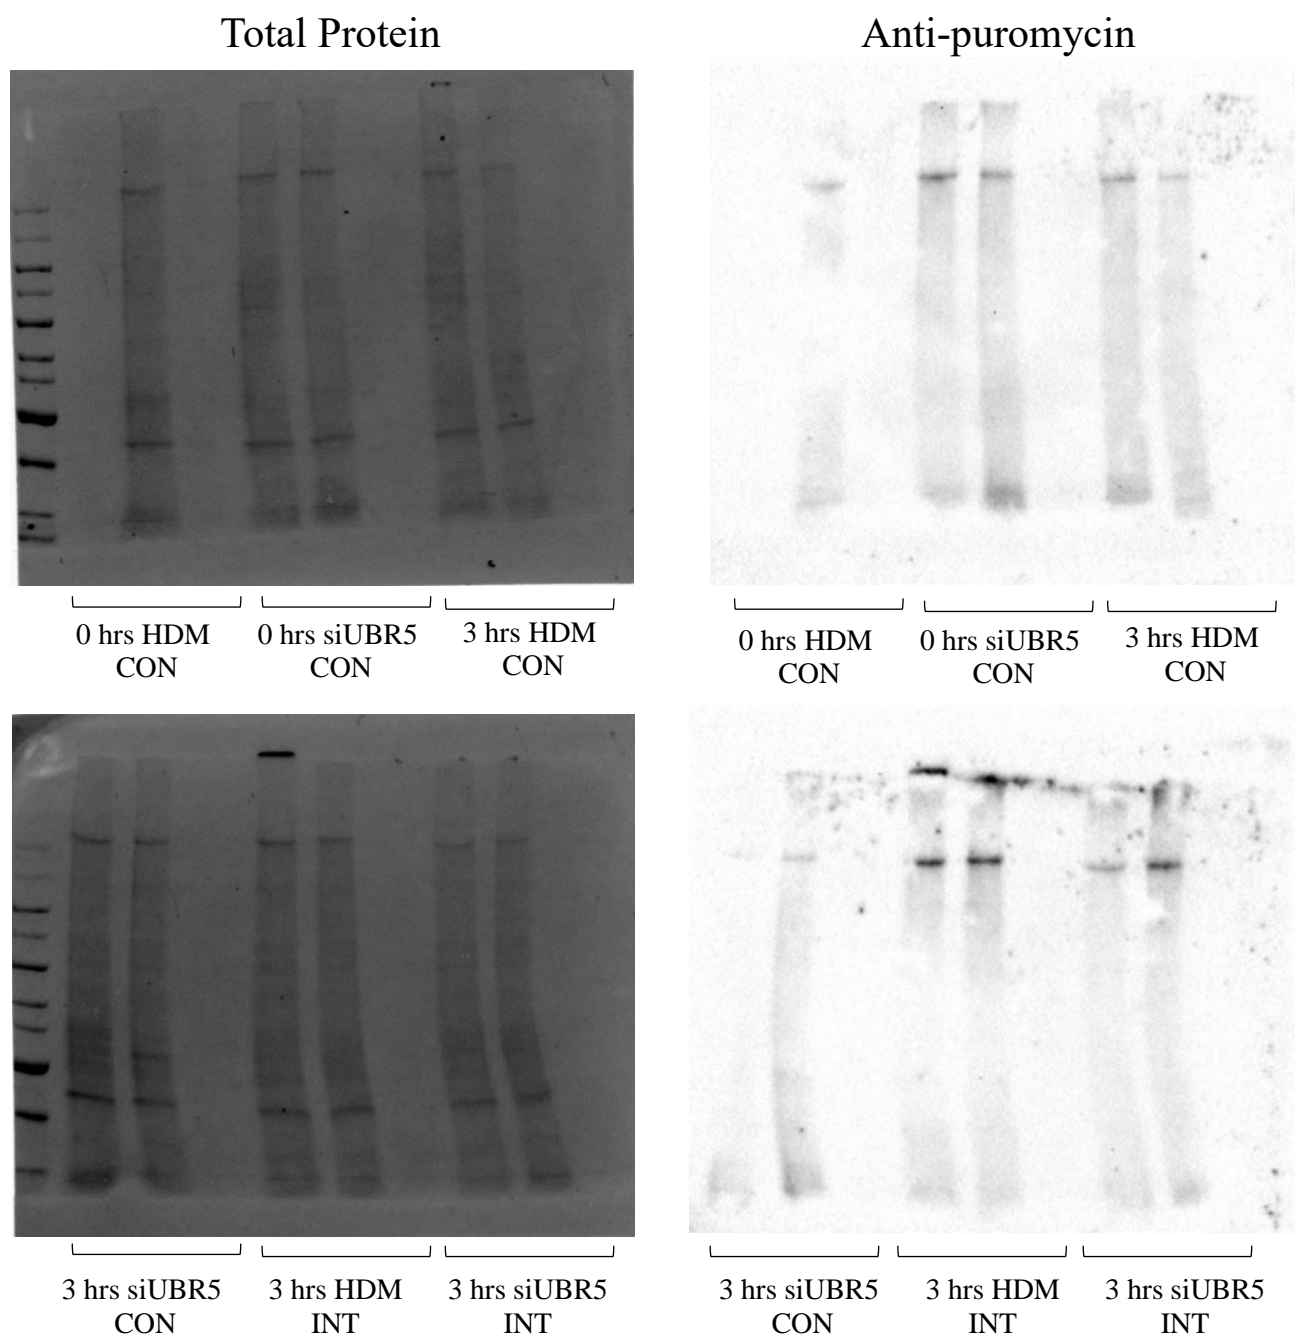 Total Protein
Anti-puromycin
0 hrs HDM
CON
0 hrs siUBR5
CON
3 hrs HDM
CON
0 hrs HDM
CON
0 hrs siUBR5
CON
3 hrs HDM
CON
3 hrs siUBR5
CON
3 hrs HDM
INT
3 hrs siUBR5
INT
3 hrs siUBR5
CON
3 hrs HDM
INT
3 hrs siUBR5
INT